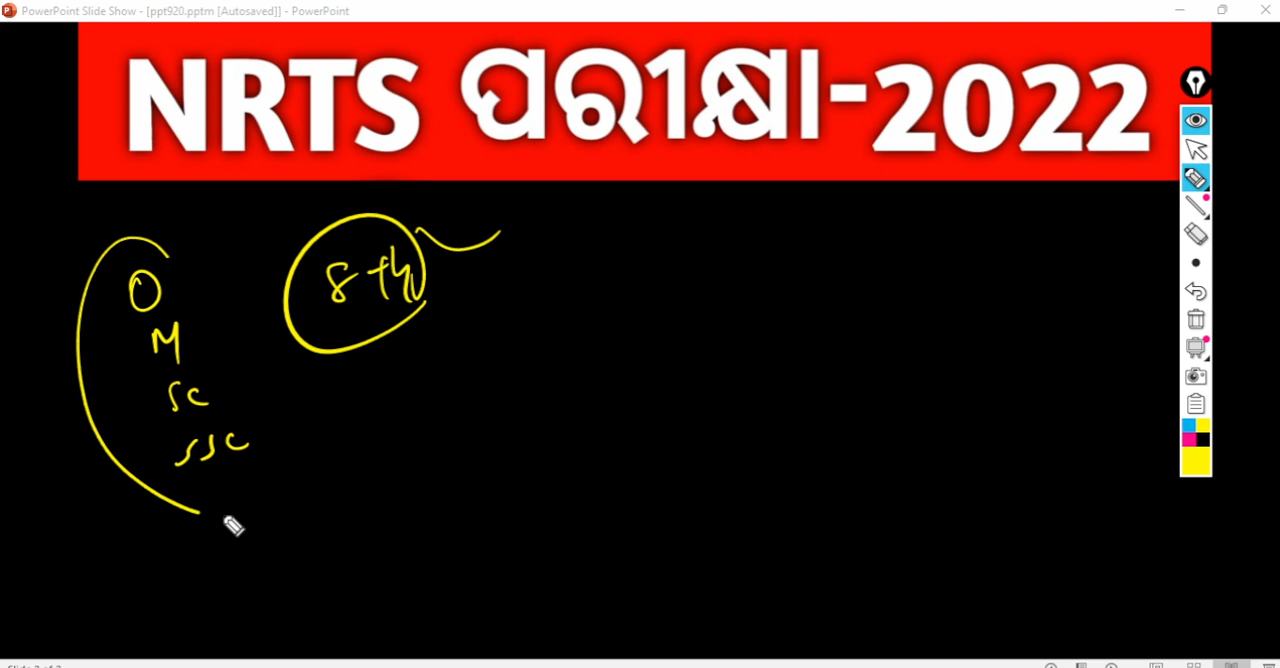 PowerPoint Slide Show - [ppt920.pptm [Autosaved]] - PowerPoint
NRTS ପରୀକ୍ଷା-2022
8th
O
M
SC
SSC